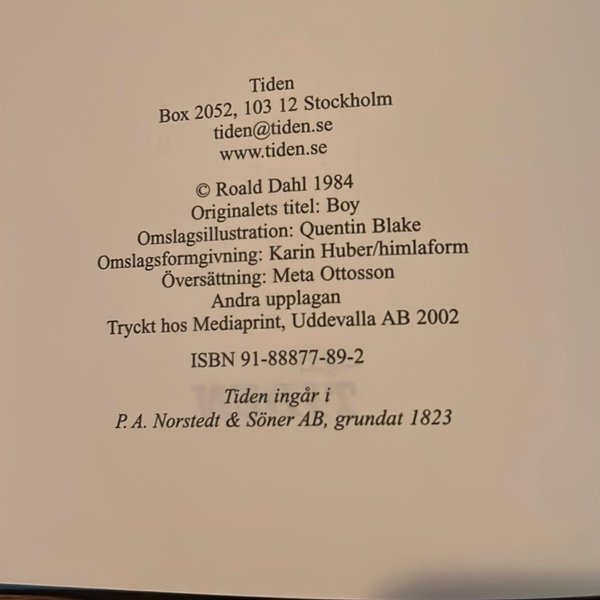 Tiden
Box 2052, 103 12 Stockholm
tiden@tiden.se
www.tiden.se
© Roald Dahl 1984
Originalets titel: Boy
Omslagsillustration: Quentin Blake
Omslagsformgivning: Karin Huber/himlaform
Översättning: Meta Ottosson
Andra upplagan
Tryckt hos Mediaprint, Uddevalla AB 2002
ISBN 91-88877-89-2
Tiden ingår i
P. A. Norstedt & Söner AB, grundat 1823